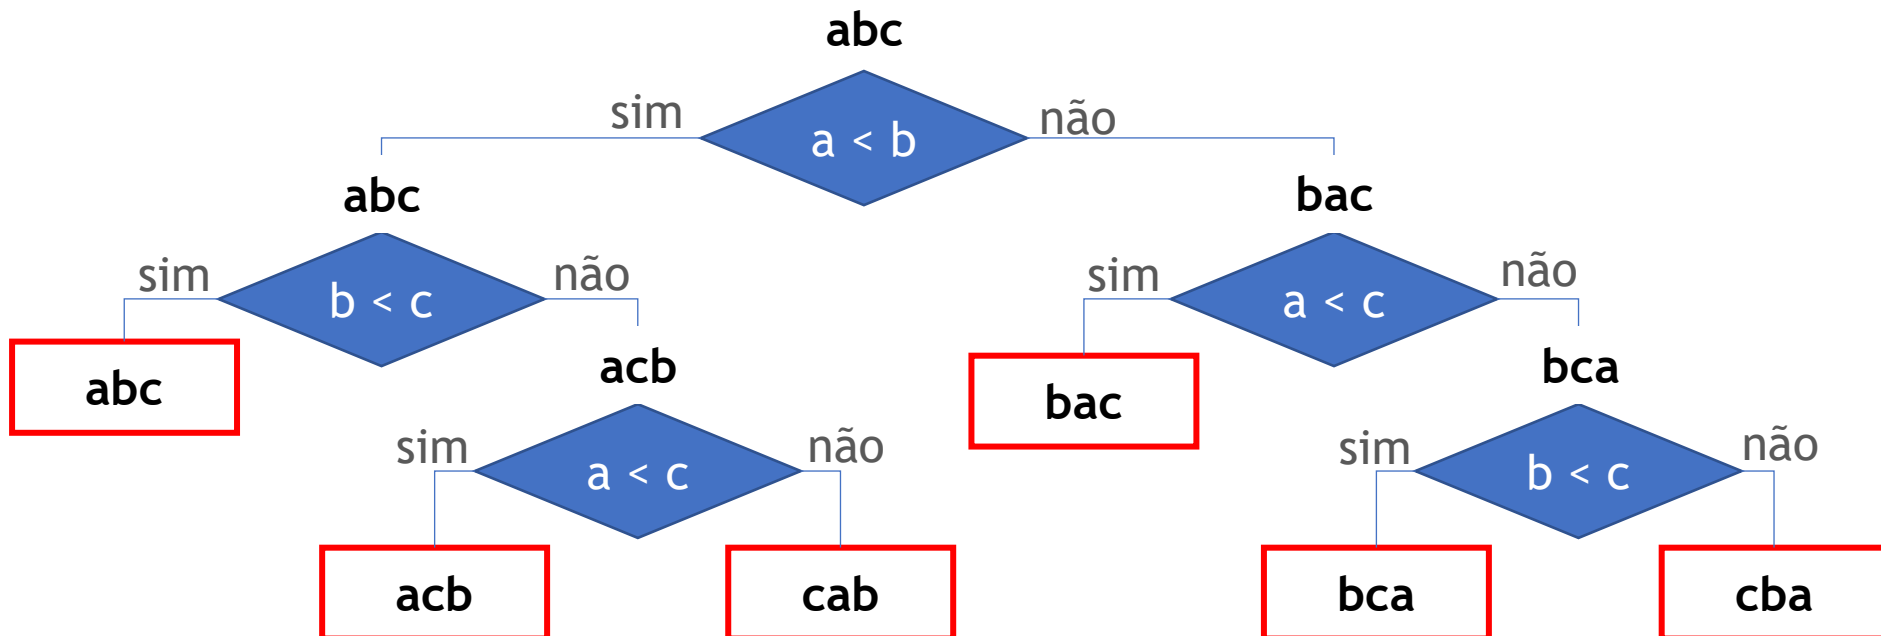 abc
sim
a < b
não
abc
bac
sim
b < c
não
sim
a < c
não
abc
acb
bac
bca
sim
a < c
não
sim
b < c
não
acb
cab
bca
cba